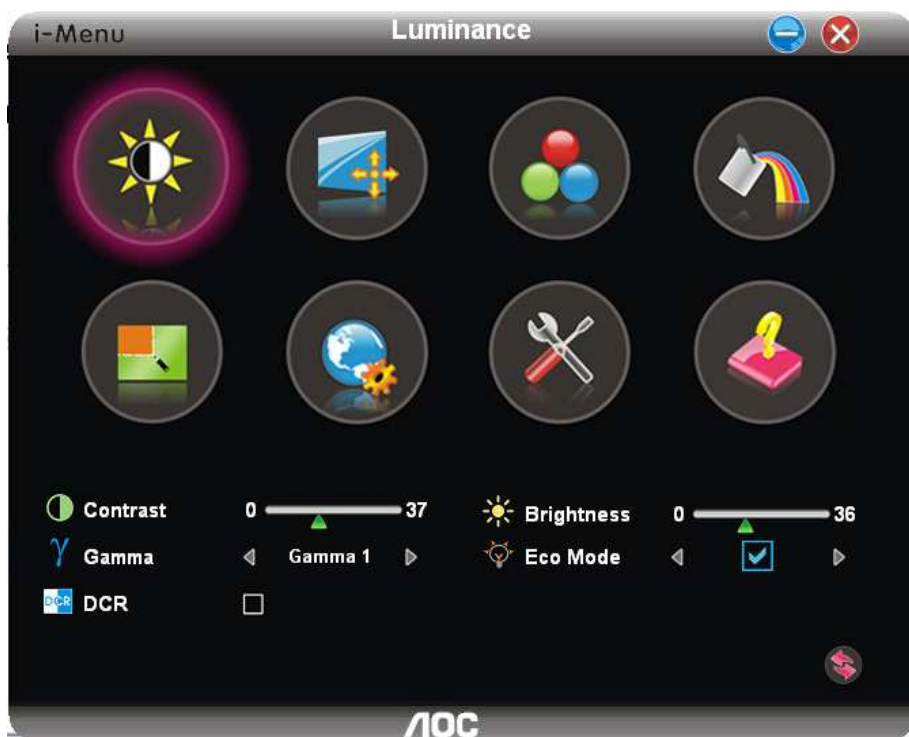 i-Menu Luminance
Contrast 0 37 Brightness 0 36
Gamma Gamma 1 Eco Mode
DCR DCR
AOC